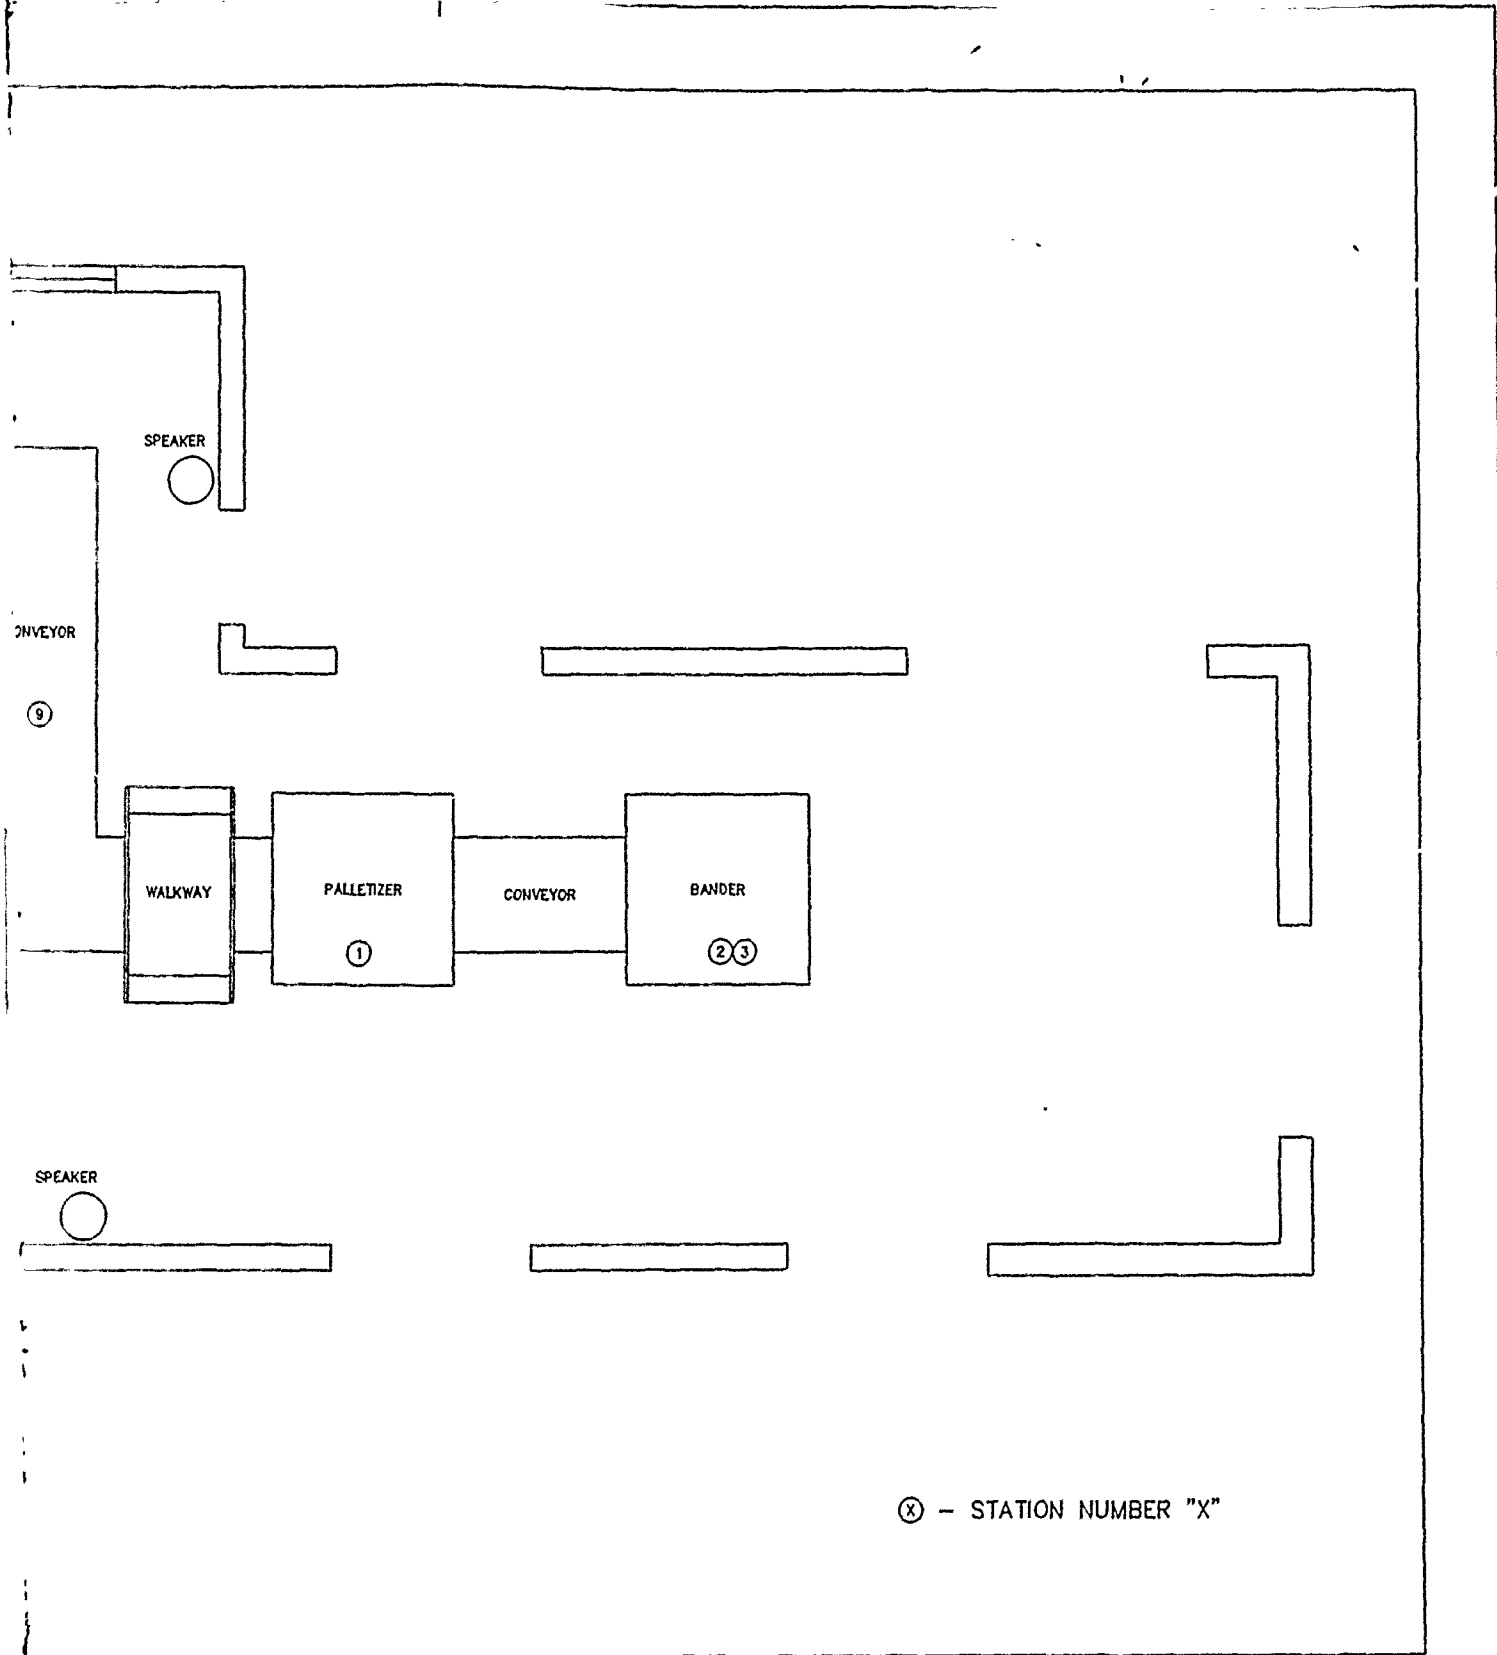 SPEAKER
ONVEYOR
9
WALKWAY
PALLETIZER
CONVEYOR
BANDER
1
2 3
SPEAKER
X - STATION NUMBER "X"